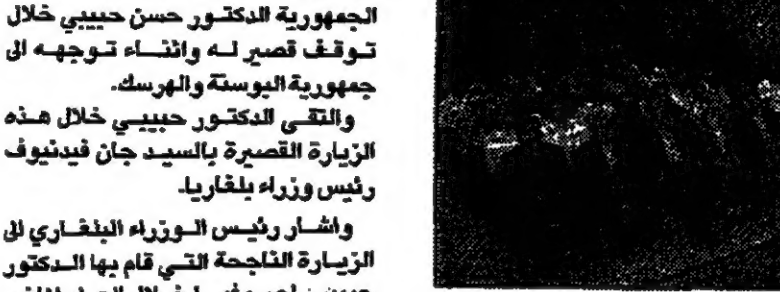 الجمهورية الدكتور حسن حبيبي خلال
توقف قصير له واثناء توجهه الى
جمهورية البوسنة والهرسك.
والتقى الدكتور حبيبي خلال هذه
الزيارة القصيرة بالسيد جان فيدنيوف
رئيس وزراء بلغاريا.
واشار رئيس الوزراء البلغاري الى
الزيارة الناجحة التي قام بها الدكتور